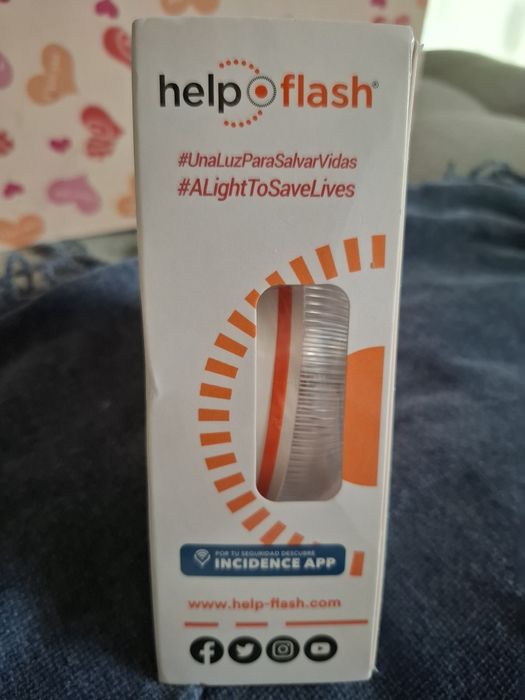 help flash®
#UnaLuzParaSalvarVidas
#ALightToSaveLives
POR TU SEGURIDAD DESCUBRE
INCIDENCE APP
www.help-flash.com